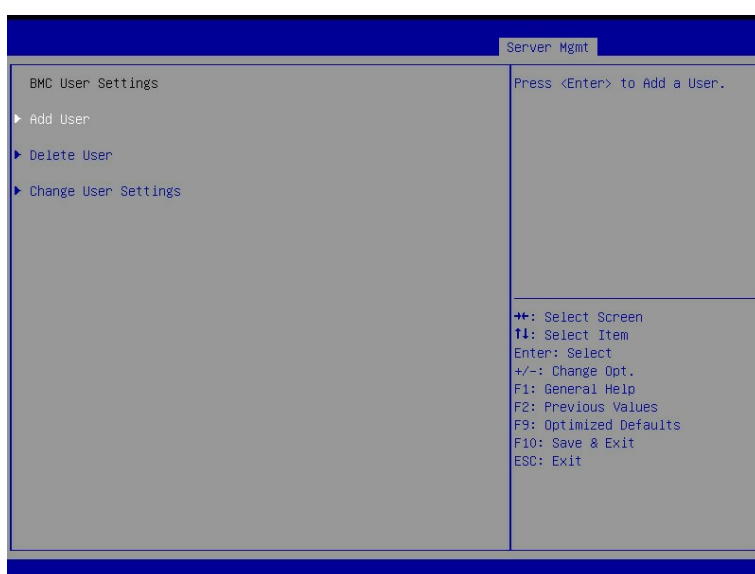 Server Mgmt
BMC User Settings
Add User
Delete User
Change User Settings
Press <Enter> to Add a User.
→←: Select Screen
↑↓: Select Item
Enter: Select
+/-: Change Opt.
F1: General Help
F2: Previous Values
F9: Optimized Defaults
F10: Save & Exit
ESC: Exit